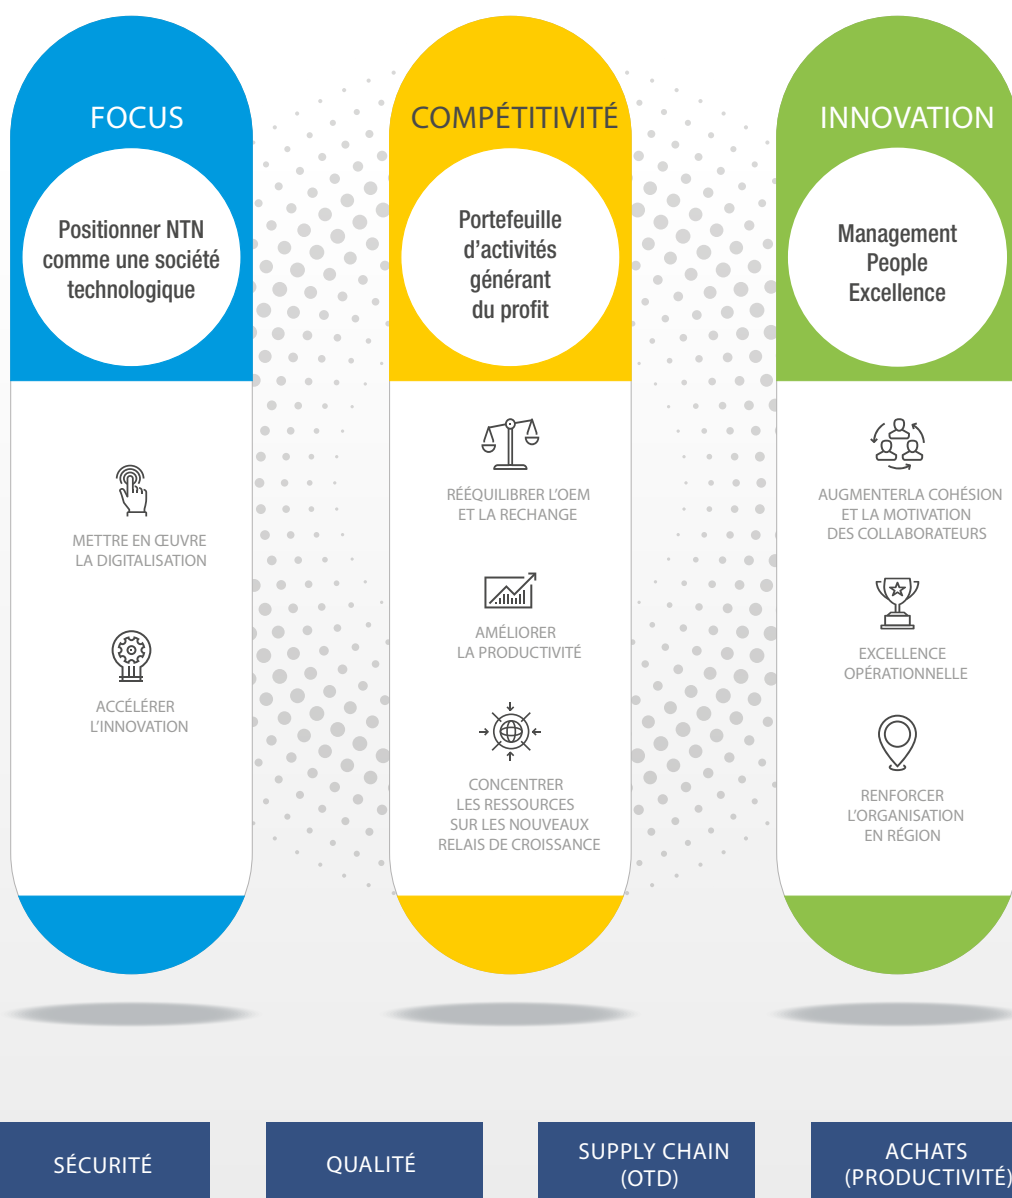 FOCUS
Positionner NTN
comme une société
technologique
METTRE EN ŒUVRE
LA DIGITALISATION
ACCÉLÉRER
L'INNOVATION
COMPÉTITIVITÉ
Portefeuille
d'activités
générant
du profit
RÉÉQUILIBRER L'OEM
ET LA RECHANGE
AMÉLIORER
LA PRODUCTIVITÉ
CONCENTRER
LES RESSOURCES
SUR LES NOUVEAUX
RELAIS DE CROISSANCE
INNOVATION
Management
People
Excellence
AUGMENTERLA COHÉSION
ET LA MOTIVATION
DES COLLABORATEURS
EXCELLENCE
OPÉRATIONNELLE
RENFORCER
L'ORGANISATION
EN RÉGION
SÉCURITÉ
QUALITÉ
SUPPLY CHAIN
(OTD)
ACHATS
(PRODUCTIVITÉ)